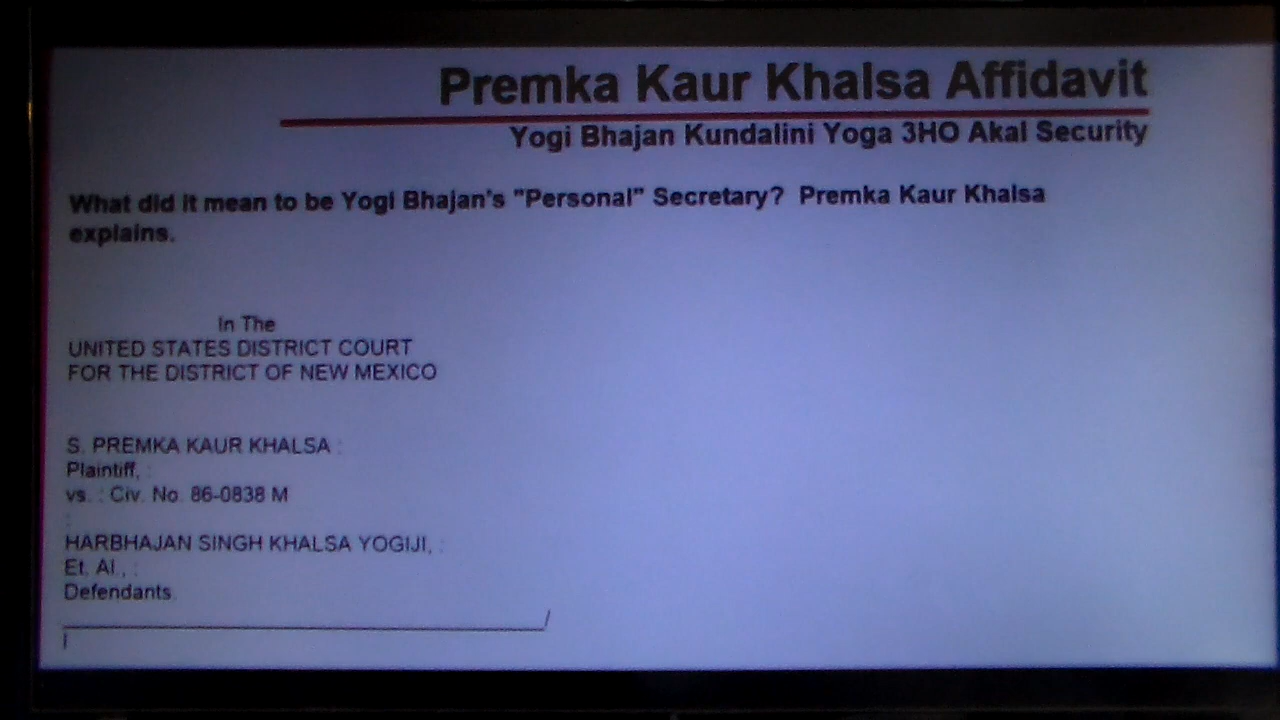 Premka Kaur Khalsa Affidavit
Yogi Bhajan Kundalini Yoga 3HO Akal Security
What did it mean to be Yogi Bhajan's "Personal" Secretary? Premka Kaur Khalsa
explains.
In The
UNITED STATES DISTRICT COURT
FOR THE DISTRICT OF NEW MEXICO
S. PREMKA KAUR KHALSA :
Plaintiff, :
vs. : Civ. No. 86-0838 M
:
HARBHAJAN SINGH KHALSA YOGIJI, :
Et. Al., :
Defendants.